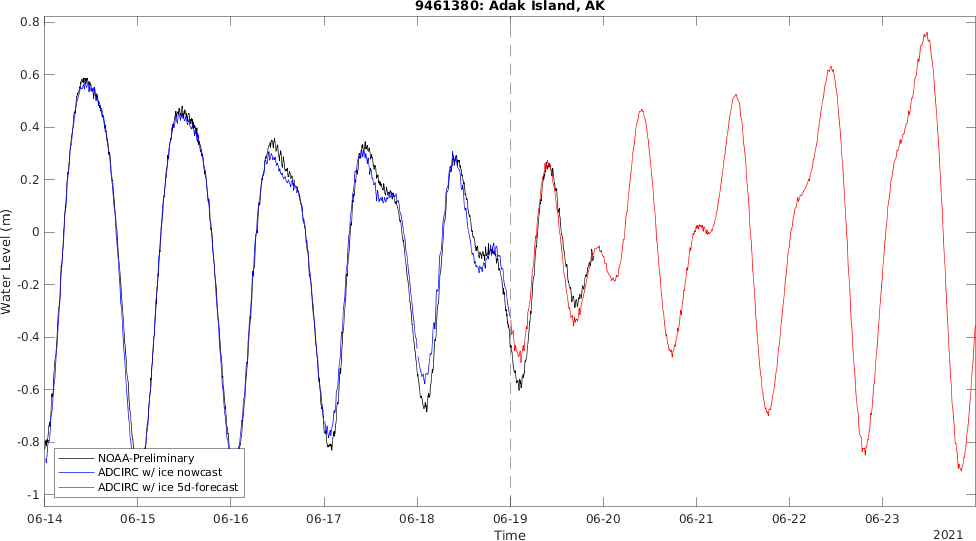 9461380: Adak Island, AK
0.8
0.6
0.4
0.2
0
-0.2
-0.4
-0.6
-0.8
-1
Water Level (m)
NOAA-Preliminary
ADCIRC w/ ice nowcast
ADCIRC w/ ice 5d-forecast
06-14 06-15 06-16 06-17 06-18 06-19 06-20 06-21 06-22 06-23
Time
2021